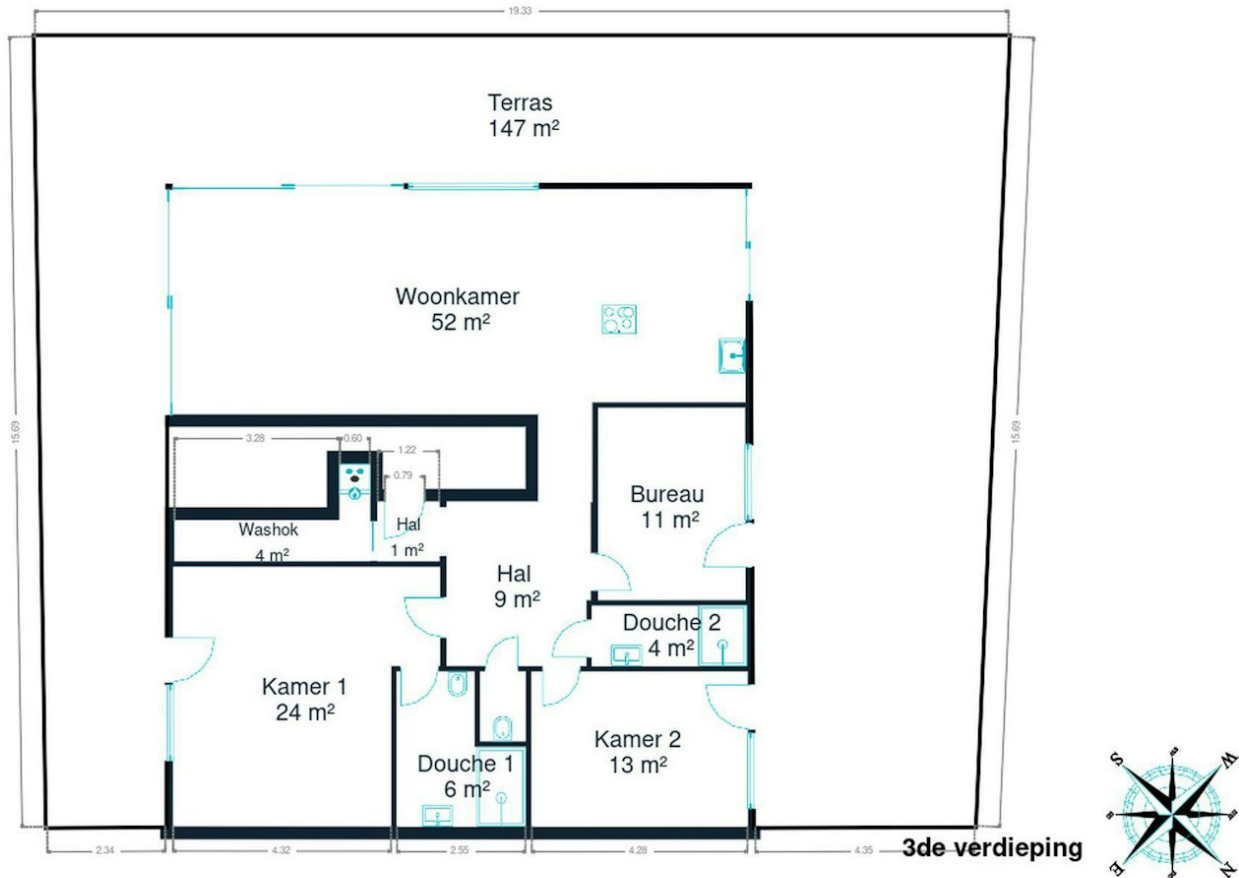 19.33
Terras
147 m²
Woonkamer
52 m²
3.28
0.60
1.22
0.79
15.69
15.69
Bureau
11 m²
Washok
4 m²
Hal
1 m²
Hal
9 m²
Douche 2
4 m²
Kamer 1
24 m²
Kamer 2
13 m²
Douche 1
6 m²
S
W
E
N
3de verdieping
2.34
4.32
2.55
4.28
4.35